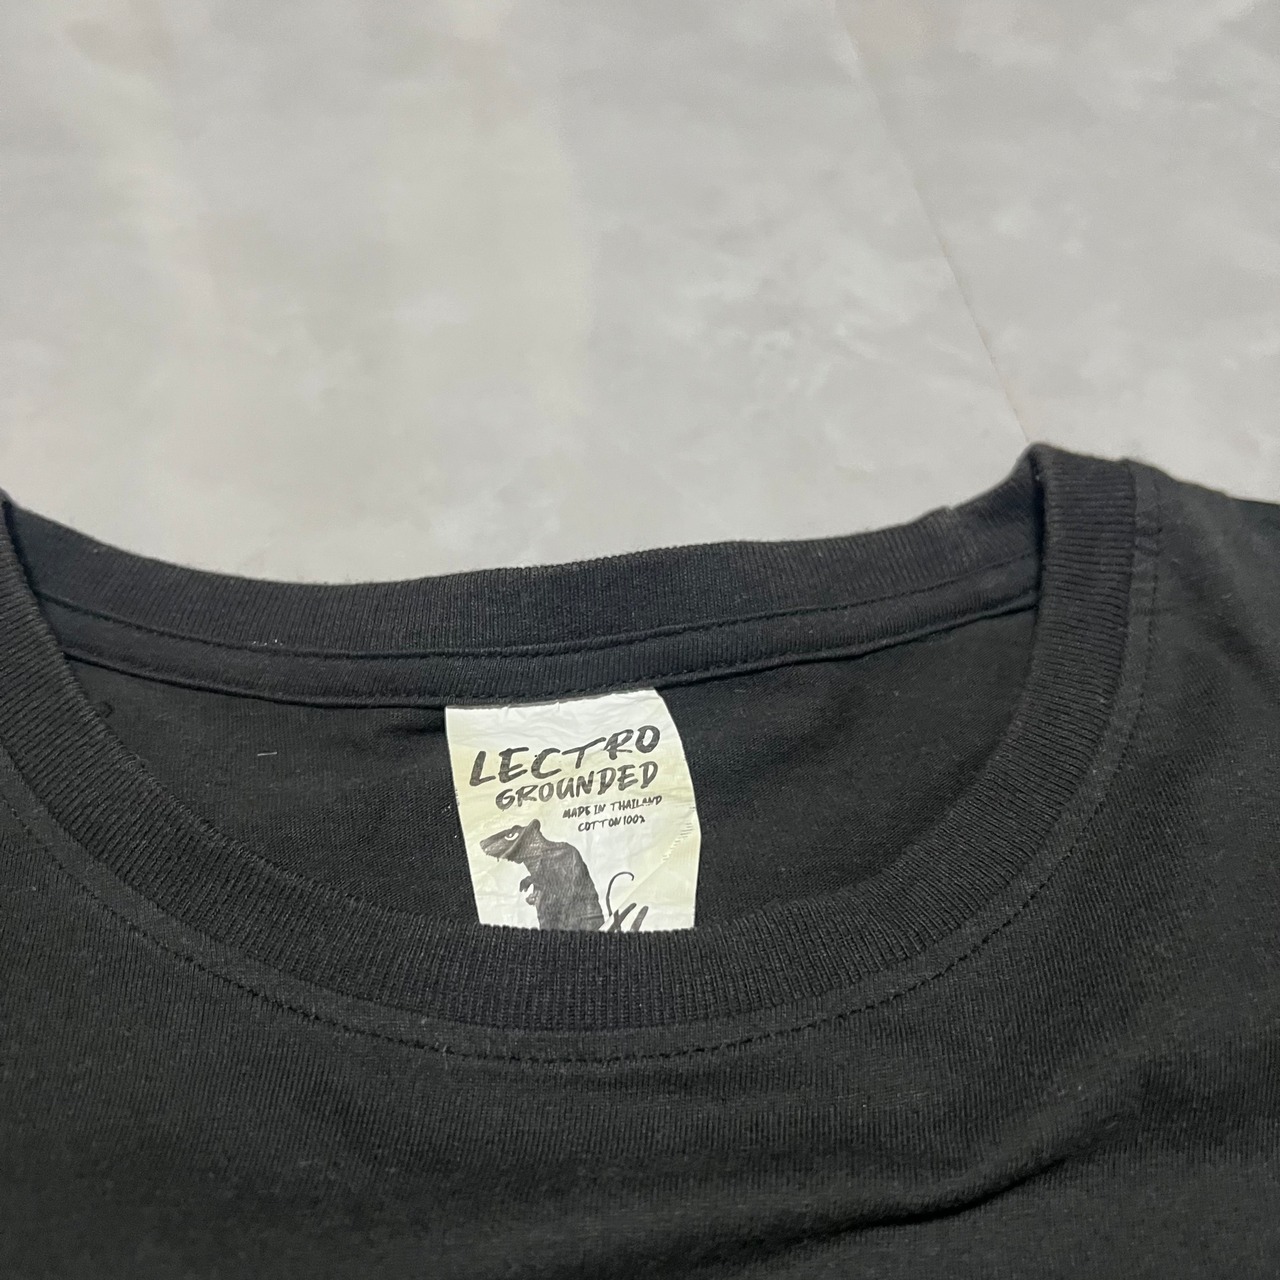 LECTRO
GROUNDED
MADE IN THAILAND
COTTON 100%
XL